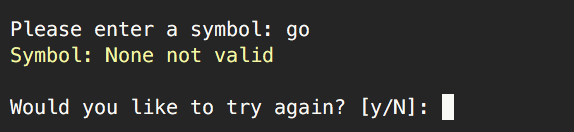 Please enter a symbol: go
Symbol: None not valid
Would you like to try again? [y/N]: